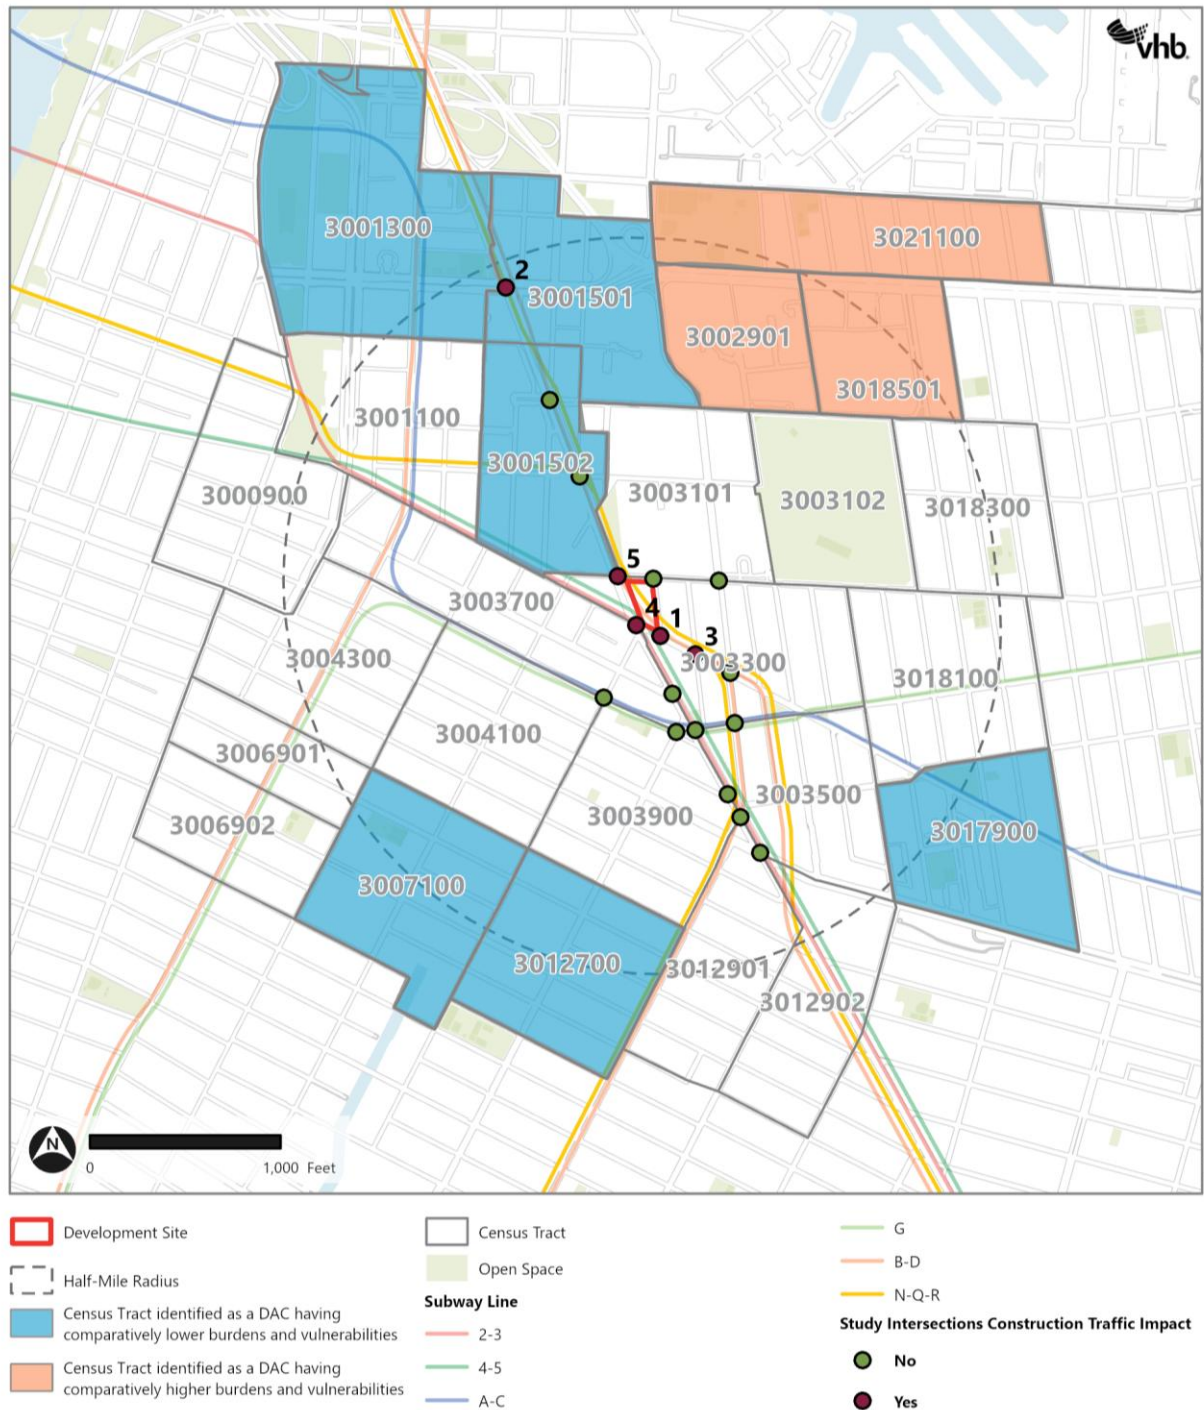 vhb
3001300
3021100
2
3001501
3002901
3018501
3001100
3001502
3000900
3003101
3003102
3018300
5
3003700
4
1
3
3003300
3004300
3018100
3004100
3006901
3003500
3006902
3003900
3017900
3007100
3012700
3012901
3012902
N
0
1,000 Feet
Development Site
Half-Mile Radius
Census Tract identified as a DAC having
comparatively lower burdens and vulnerabilities
Census Tract identified as a DAC having
comparatively higher burdens and vulnerabilities
Census Tract
Open Space
Subway Line
2-3
4-5
A-C
G
B-D
N-Q-R
Study Intersections Construction Traffic Impact
No
Yes